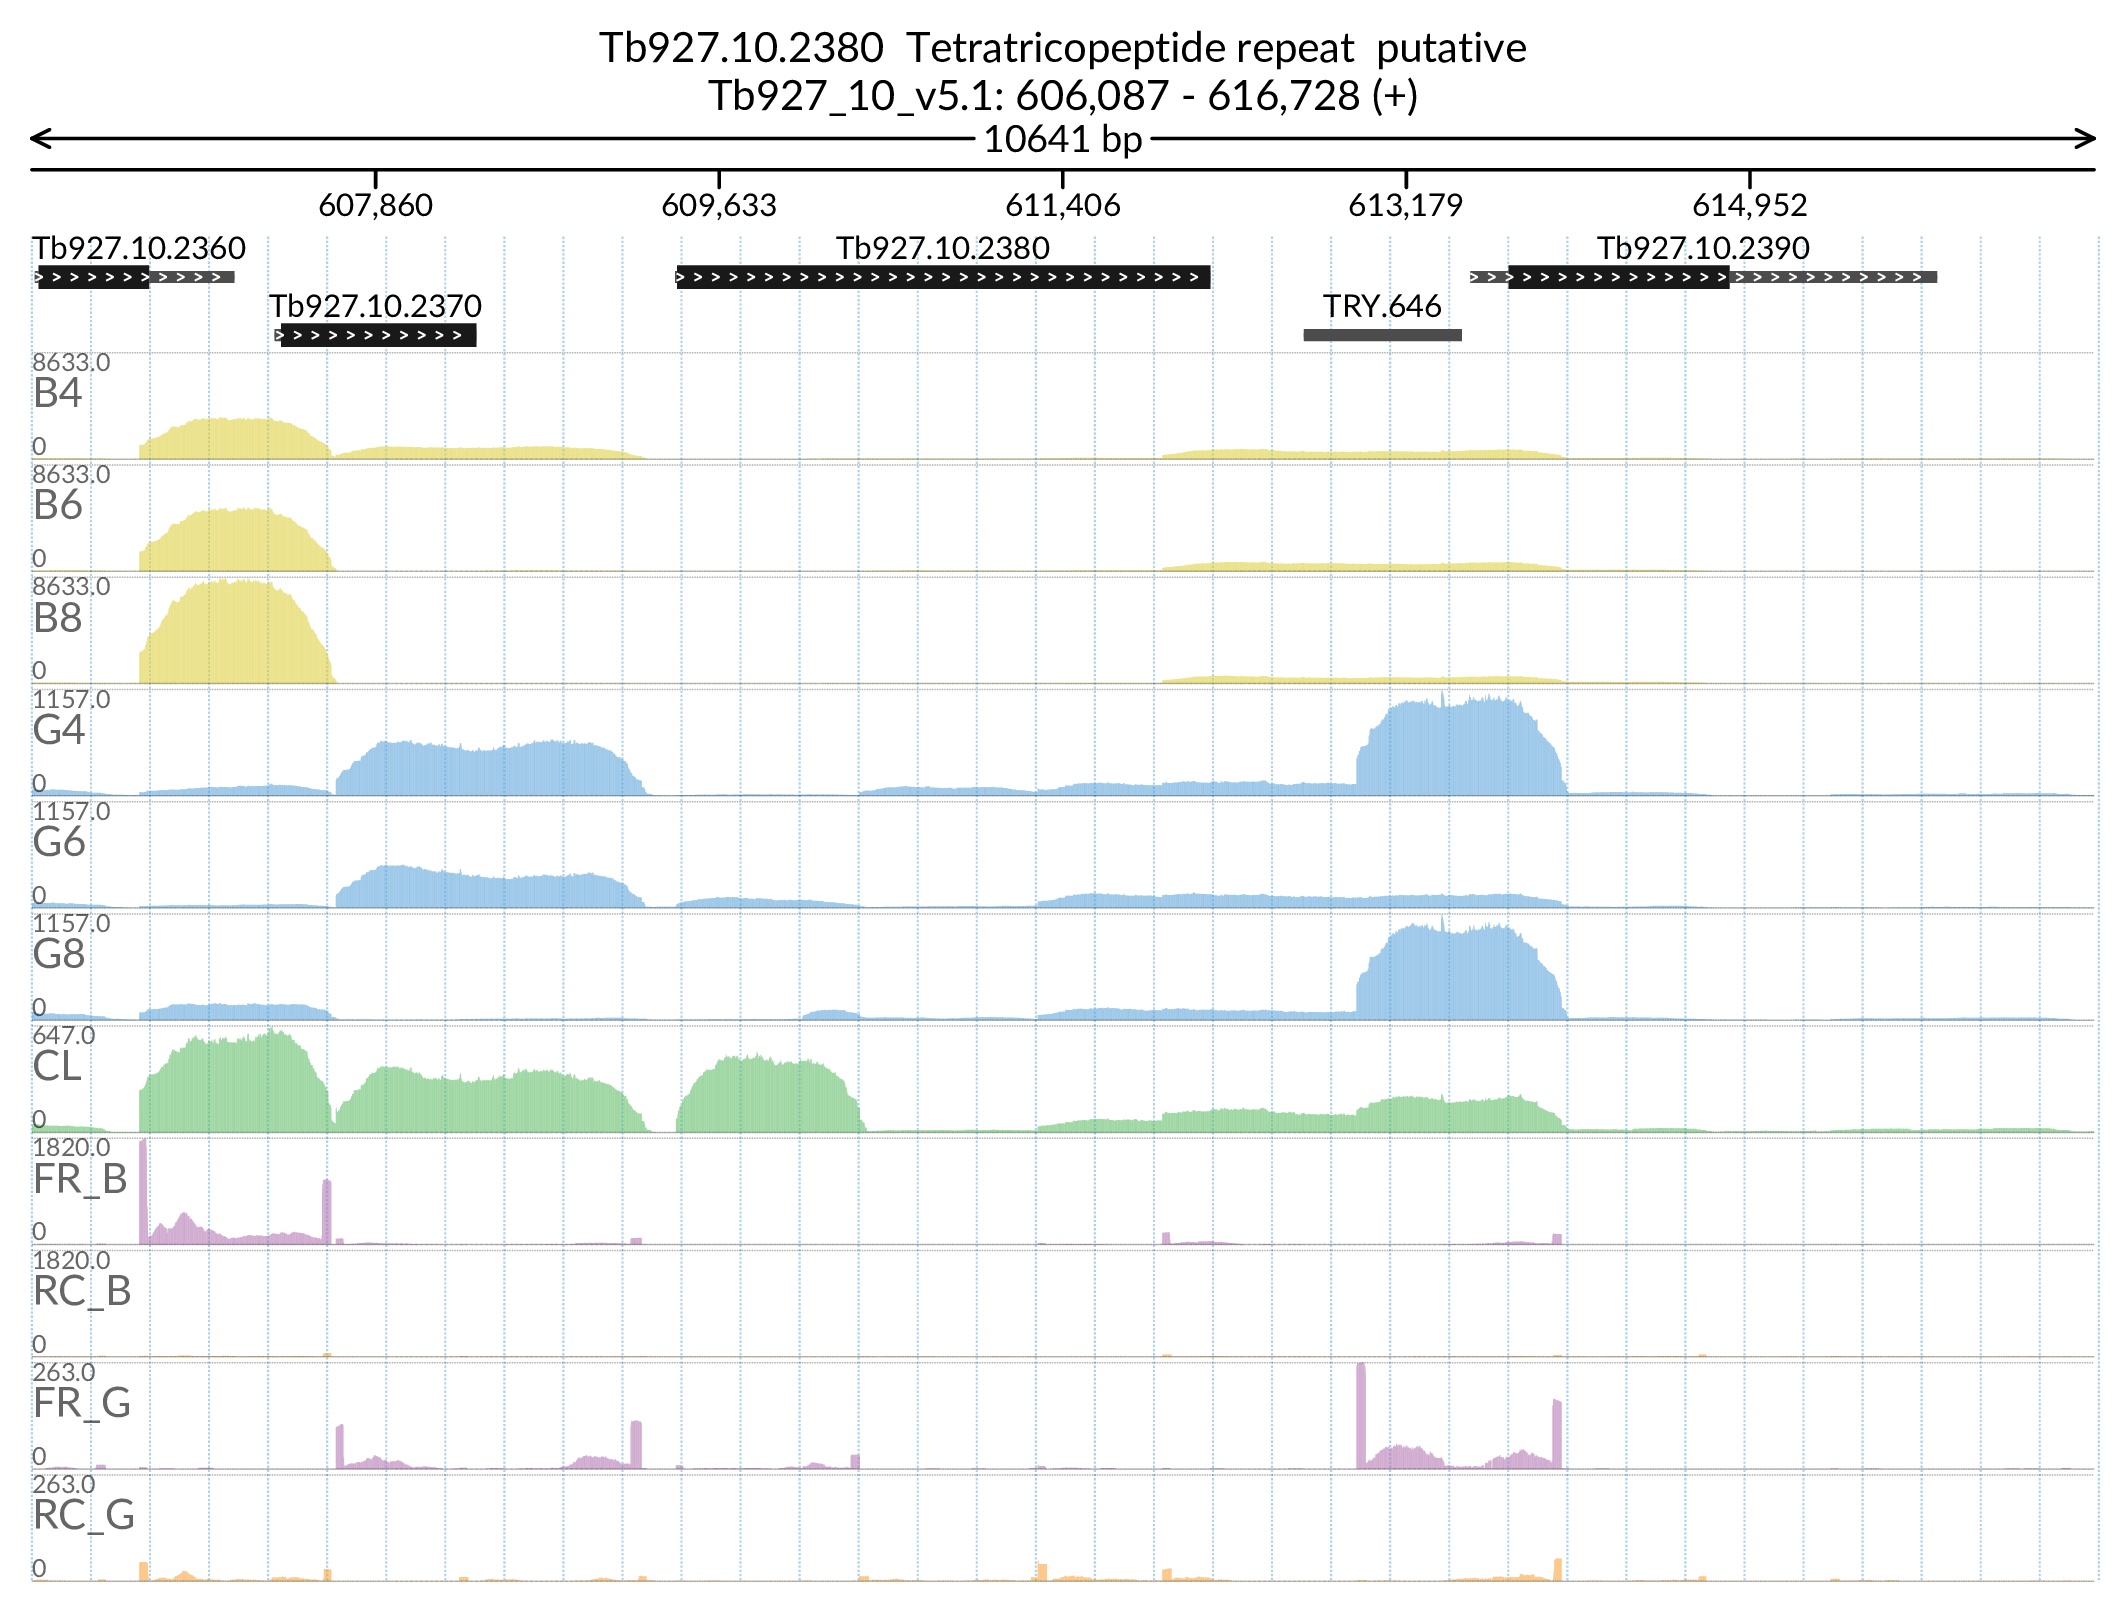 Tb927.10.2380  Tetratricopeptide repeat  putative
Tb927_10_v5.1: 606,087 - 616,728 (+)
10641 bp
607,860 609,633 611,406 613,179 614,952
Tb927.10.2360 Tb927.10.2380 Tb927.10.2390
Tb927.10.2370 TRY.646
8633.0
B4
0
8633.0
B6
0
8633.0
B8
0
1157.0
G4
0
1157.0
G6
0
1157.0
G8
0
647.0
CL
0
1820.0
FR_B
0
1820.0
RC_B
0
263.0
FR_G
0
263.0
RC_G
0